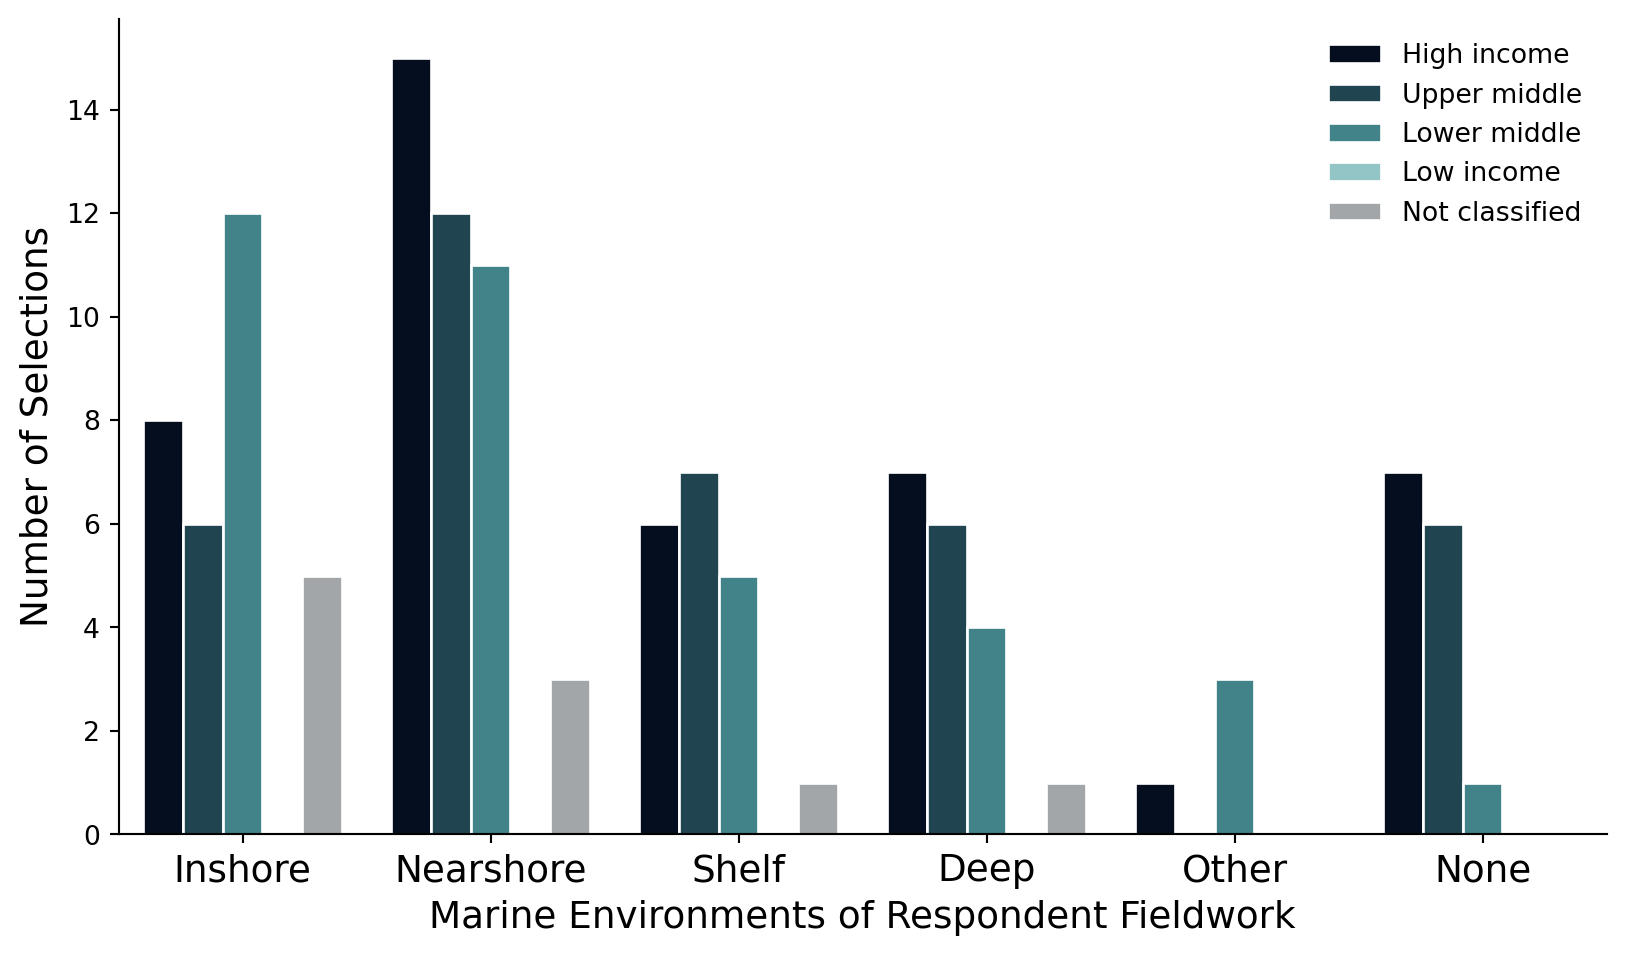 High income
Upper middle
Lower middle
Low income
Not classified
Number of Selections
14
12
10
8
6
4
2
0
Inshore Nearshore Shelf Deep Other None
Marine Environments of Respondent Fieldwork